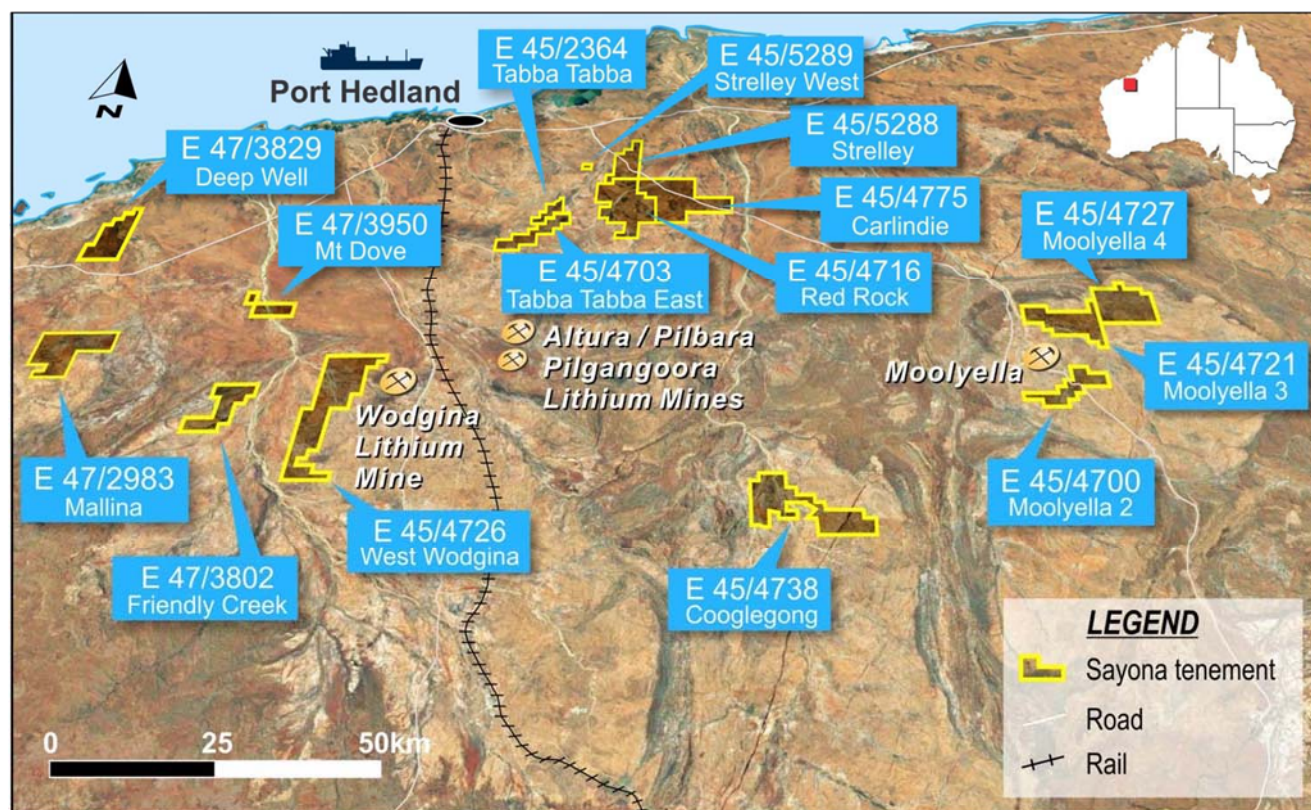 Port Hedland
N
E 45/2364
Tabba Tabba
E 45/5289
Strelley West
E 45/5288
Strelley
E 47/3829
Deep Well
E 47/3950
Mt Dove
E 45/4775
Carlindie
E 45/4727
Moolyella 4
E 45/4703
Tabba Tabba East
E 45/4716
Red Rock
Altura / Pilbara
Pilgangoora
Lithium Mines
Moolyella
E 45/4721
Moolyella 3
Wodgina
Lithium
Mine
E 47/2983
Mallina
E 45/4700
Moolyella 2
E 45/4726
West Wodgina
E 47/3802
Friendly Creek
E 45/4738
Cooglegong
LEGEND
Sayona tenement
Road
Rail
0 25 50km